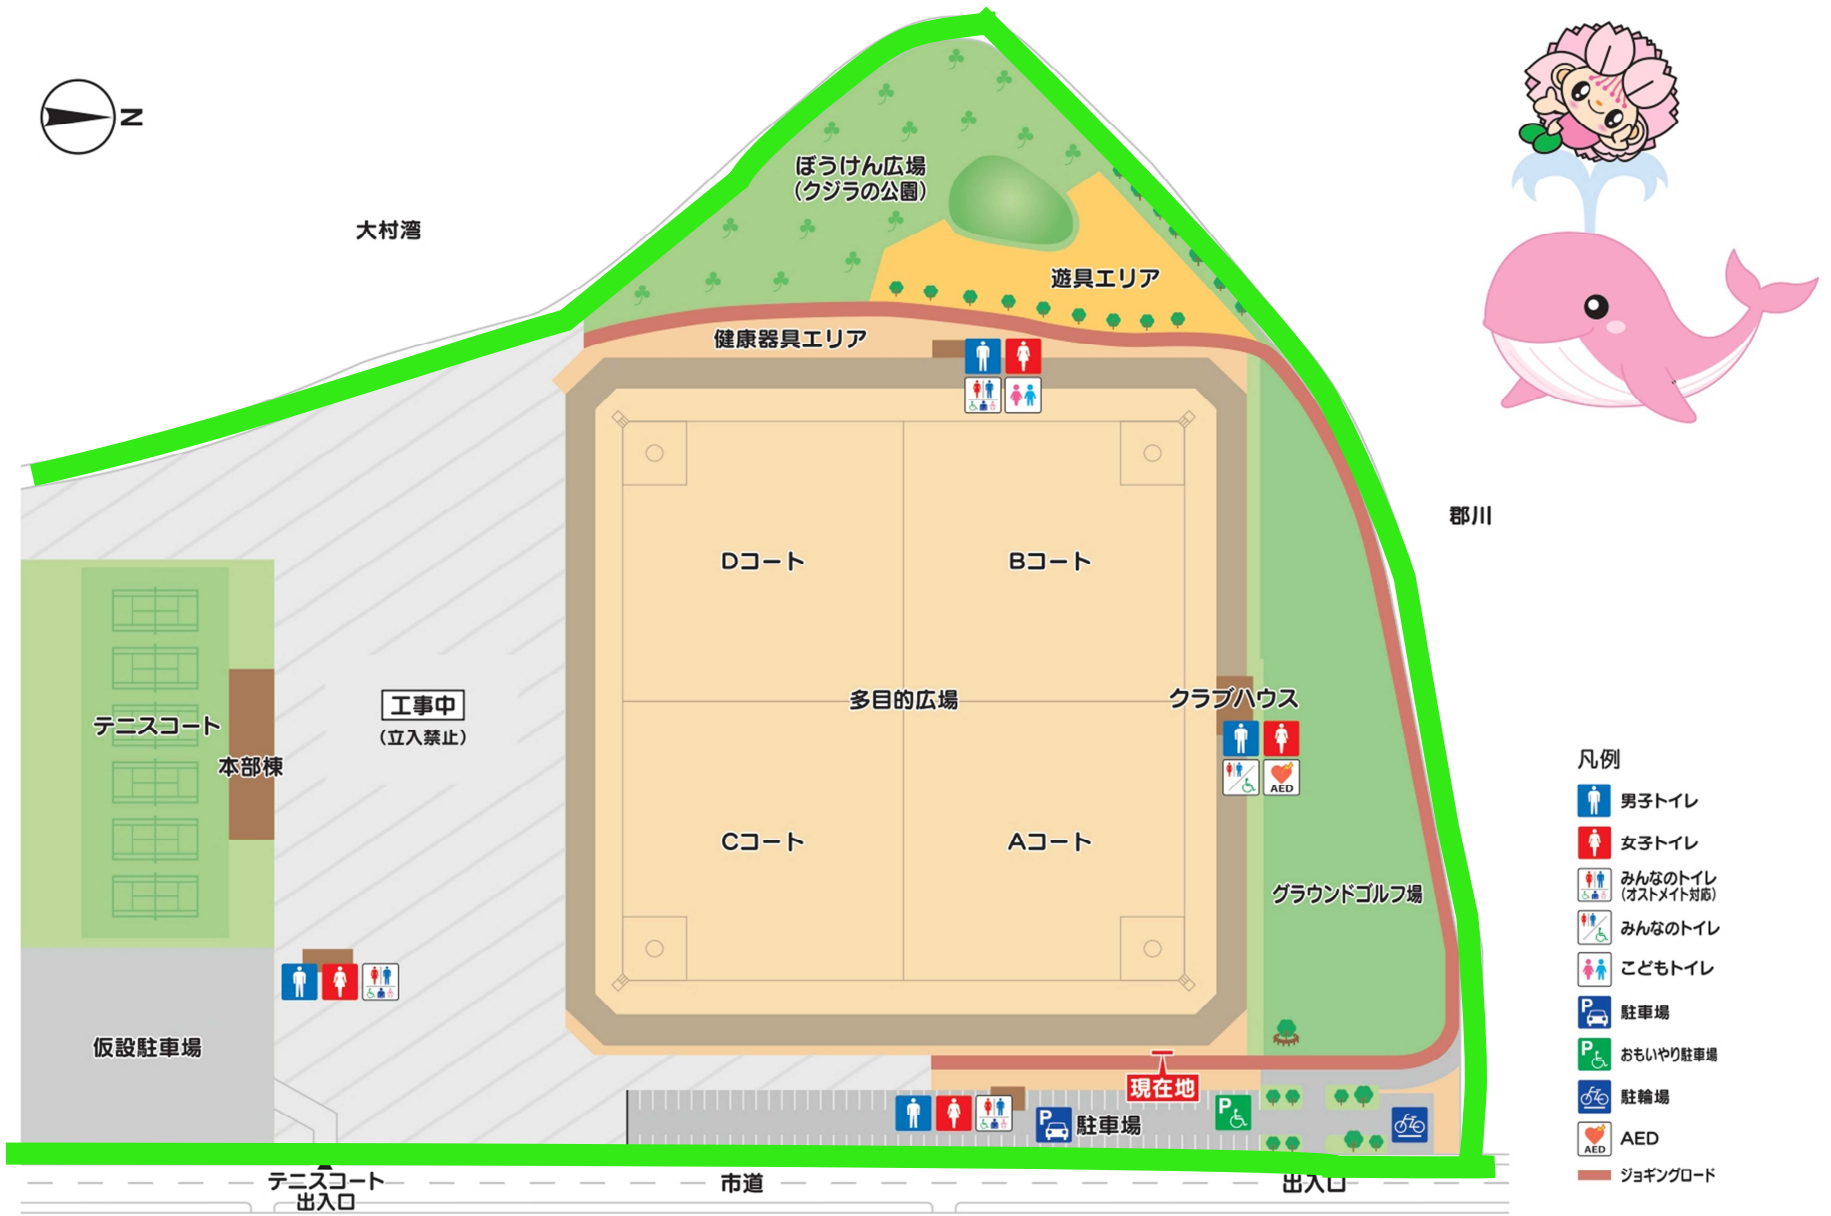 N
大村湾
ぼうけん広場
（クジラの公園）
遊具エリア
健康器具エリア
郡川
Dコート
Bコート
多目的広場
クラブハウス
AED
工事中
（立入禁止）
テニスコート
本部棟
Cコート
Aコート
グラウンドゴルフ場
仮設駐車場
現在地
P
駐車場
P
テニスコート
出入口
市道
出入口
凡例
男子トイレ
女子トイレ
みんなのトイレ
（オストメイト対応）
みんなのトイレ
こどもトイレ
P
駐車場
P
おもいやり駐車場
駐輪場
AED
AED
ジョギングロード